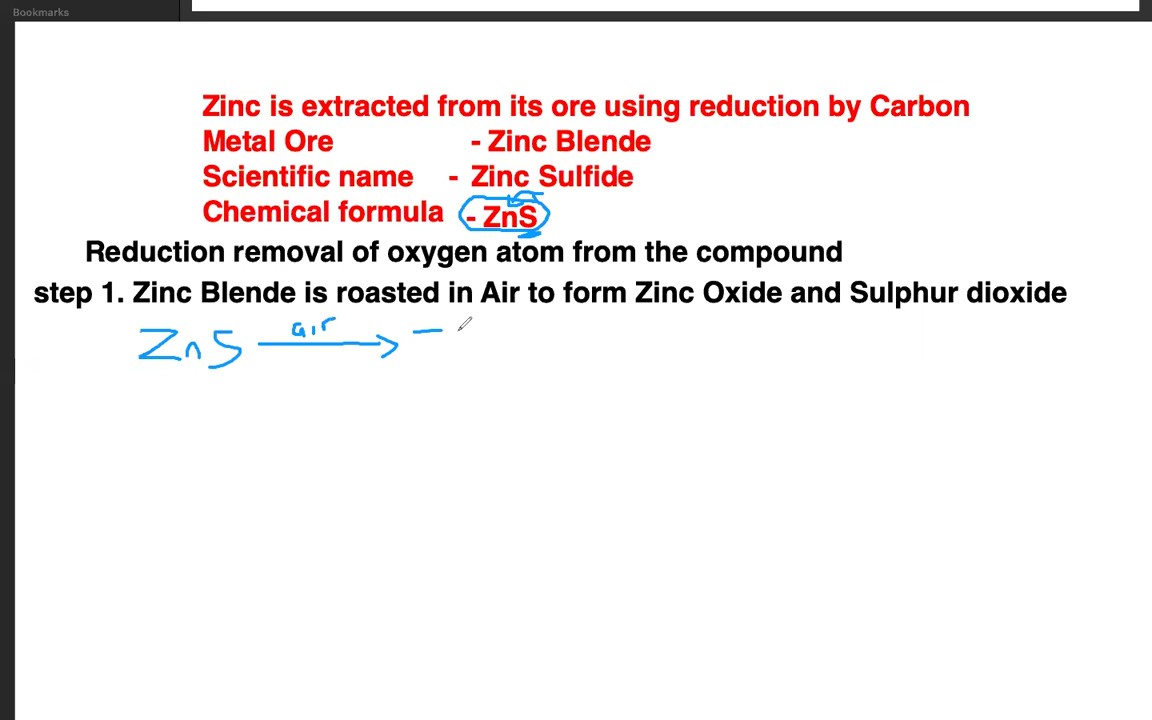 Bookmarks
Zinc is extracted from its ore using reduction by Carbon
Metal Ore - Zinc Blende
Scientific name - Zinc Sulfide
Chemical formula - ZnS
Reduction removal of oxygen atom from the compound
step 1. Zinc Blende is roasted in Air to form Zinc Oxide and Sulphur dioxide
air
ZnS